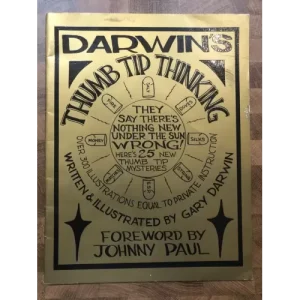 DARWIN'S
THUMB TIP THINKING
THEY
SAY THERE'S
NOTHING NEW
UNDER THE SUN
WRONG!
HERE'S 25 NEW
THUMB TIP
MYSTERIES
OVER 300 ILLUSTRATIONS EQUAL TO PRIVATE INSTRUCTION
WRITTEN & ILLUSTRATED BY GARY DARWIN
FOREWORD BY
JOHNNY PAUL